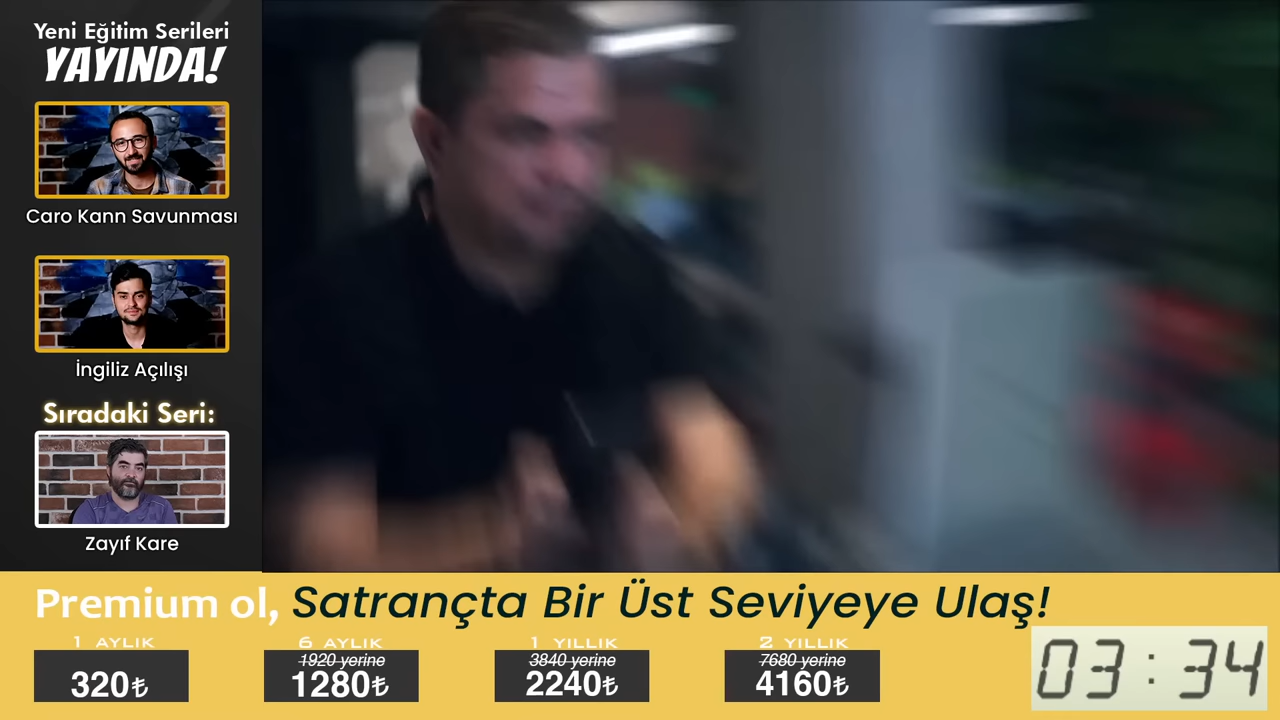 Yeni Eğitim Serileri
YAYINDA!
Caro Kann Savunması
İngiliz Açılışı
Sıradaki Seri:
Zayıf Kare
Premium ol, Satrançta Bir Üst Seviyeye Ulaş!
1 AYLIK
320₺
6 AYLIK
1920 yerine
1280₺
1 YILLIK
3840 yerine
2240₺
2 YILLIK
7680 yerine
4160₺
03:34